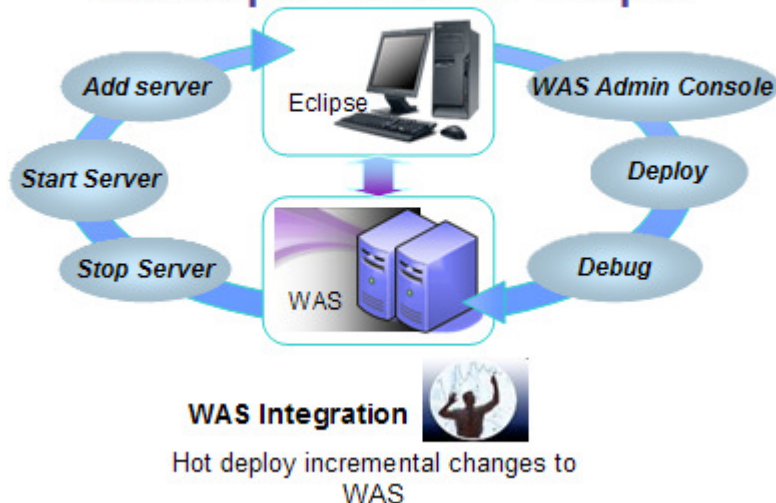 Add server
Eclipse
WAS Admin Console
Start Server
Deploy
Stop Server
WAS
Debug
WAS Integration
Hot deploy incremental changes to
WAS